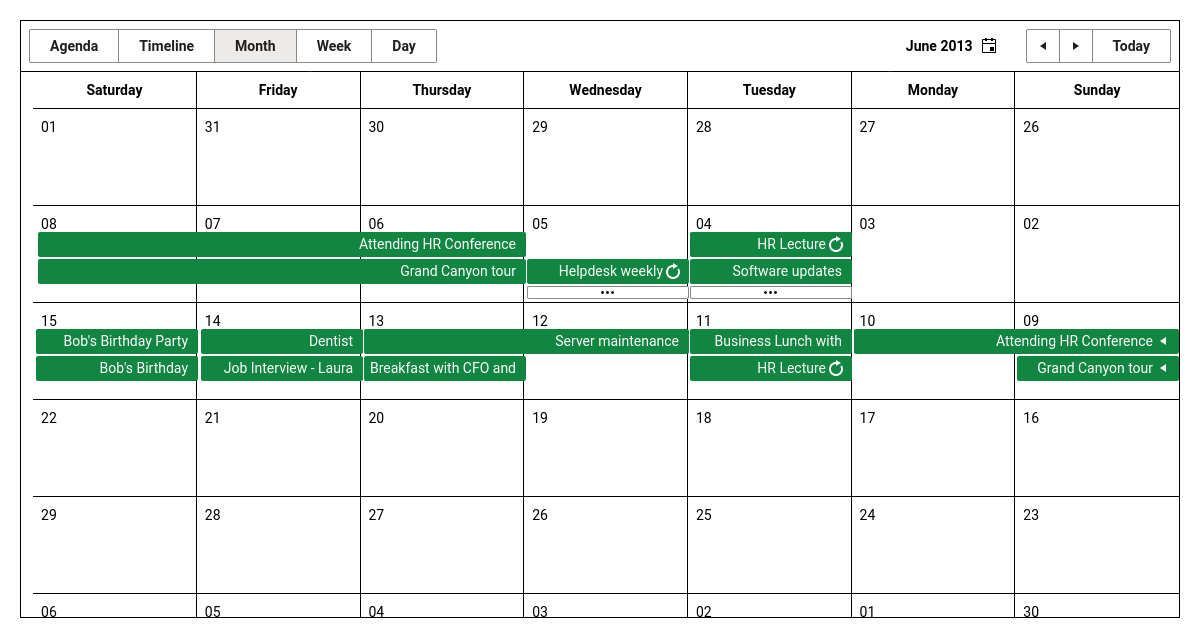 Agenda Timeline Month Week Day June 2013 Today
Saturday Friday Thursday Wednesday Tuesday Monday Sunday
01 31 30 29 28 27 26
08 07 06 05 04 03 02
Attending HR Conference HR Lecture
Grand Canyon tour Helpdesk weekly Software updates
•••  •••
15 14 13 12 11 10 09
Bob's Birthday Party Dentist Server maintenance Business Lunch with Attending HR Conference
Bob's Birthday Job Interview - Laura Breakfast with CFO and HR Lecture Grand Canyon tour
22 21 20 19 18 17 16
29 28 27 26 25 24 23
06 05 04 03 02 01 30